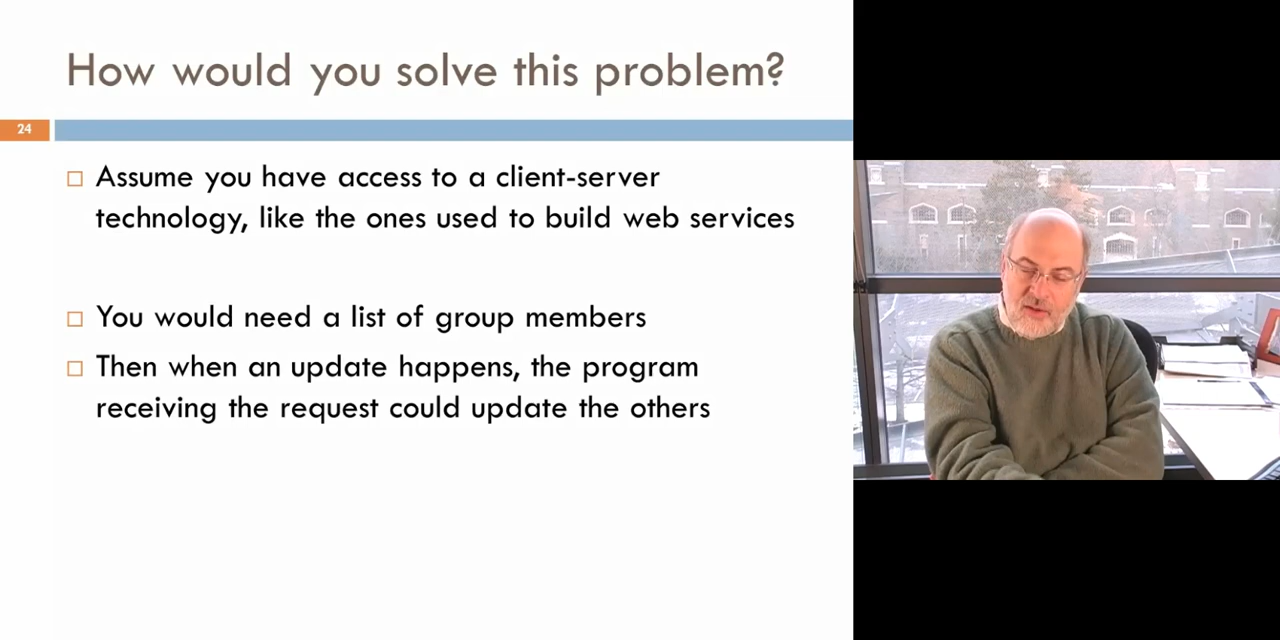 How would you solve this problem?
24
Assume you have access to a client-server
technology, like the ones used to build web services
You would need a list of group members
Then when an update happens, the program
receiving the request could update the others